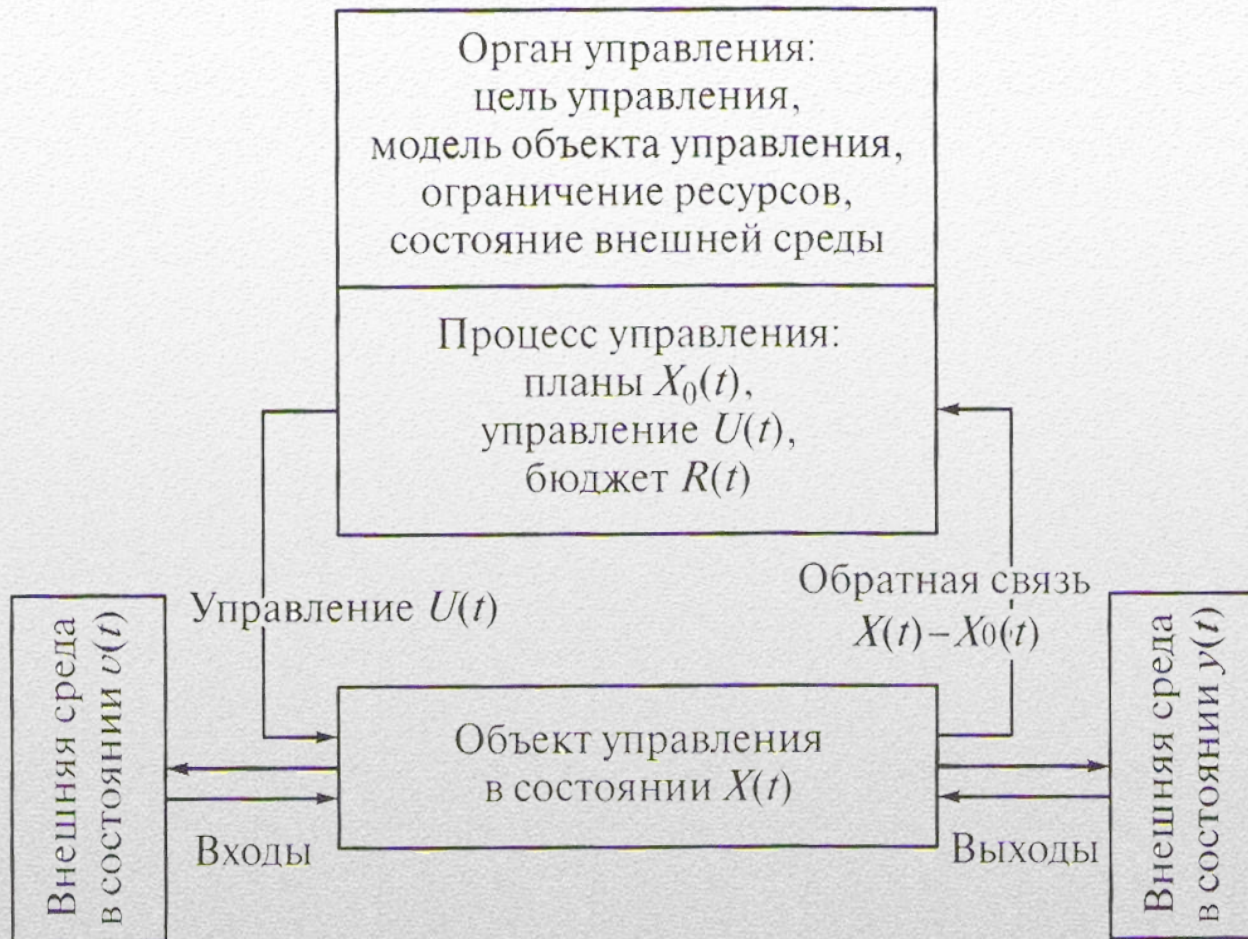 Орган управления:
цель управления,
модель объекта управления,
ограничение ресурсов,
состояние внешней среды
Процесс управления:
планы X₀(t),
управление U(t),
бюджет R(t)
Управление U(t)
Обратная связь
X(t) – X0(t)
Внешняя среда
в состоянии v(t)
Объект управления
в состоянии X(t)
Внешняя среда
в состоянии y(t)
Входы
Выходы